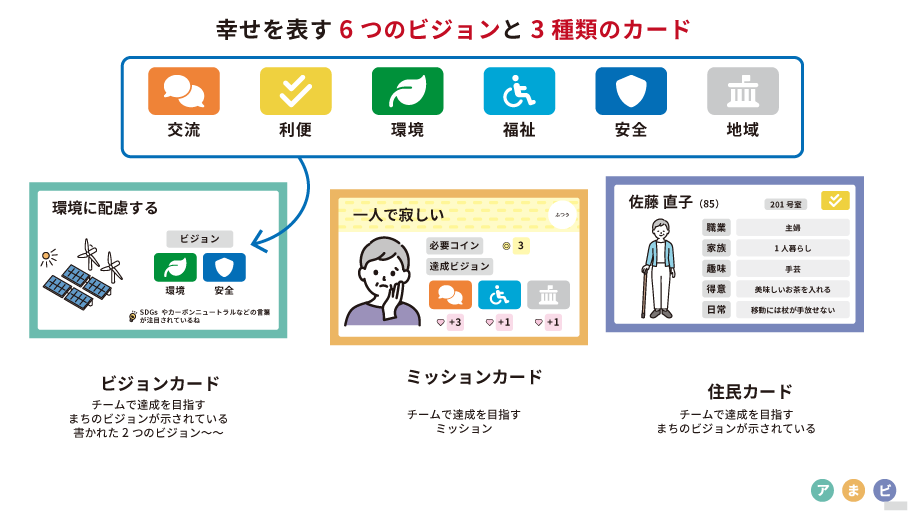 幸せを表す 6 つのビジョンと 3 種類のカード
交流
利便
環境
福祉
安全
地域
環境に配慮する
ビジョン
環境
安全
SDGs やカーボンニュートラルなどの言葉
が注目されているね
ビジョンカード
チームで達成を目指す
まちのビジョンが示されている
書かれた 2 つのビジョン〜〜
一人で寂しい
ふつう
必要コイン
3
達成ビジョン
+3
+1
+1
ミッションカード
チームで達成を目指す
ミッション
佐藤 直子（85）
201 号室
職業
主婦
家族
1 人暮らし
趣味
手芸
得意
美味しいお茶を入れる
日常
移動には杖が手放せない
住民カード
チームで達成を目指す
まちのビジョンが示されている
ア
ま
ビ